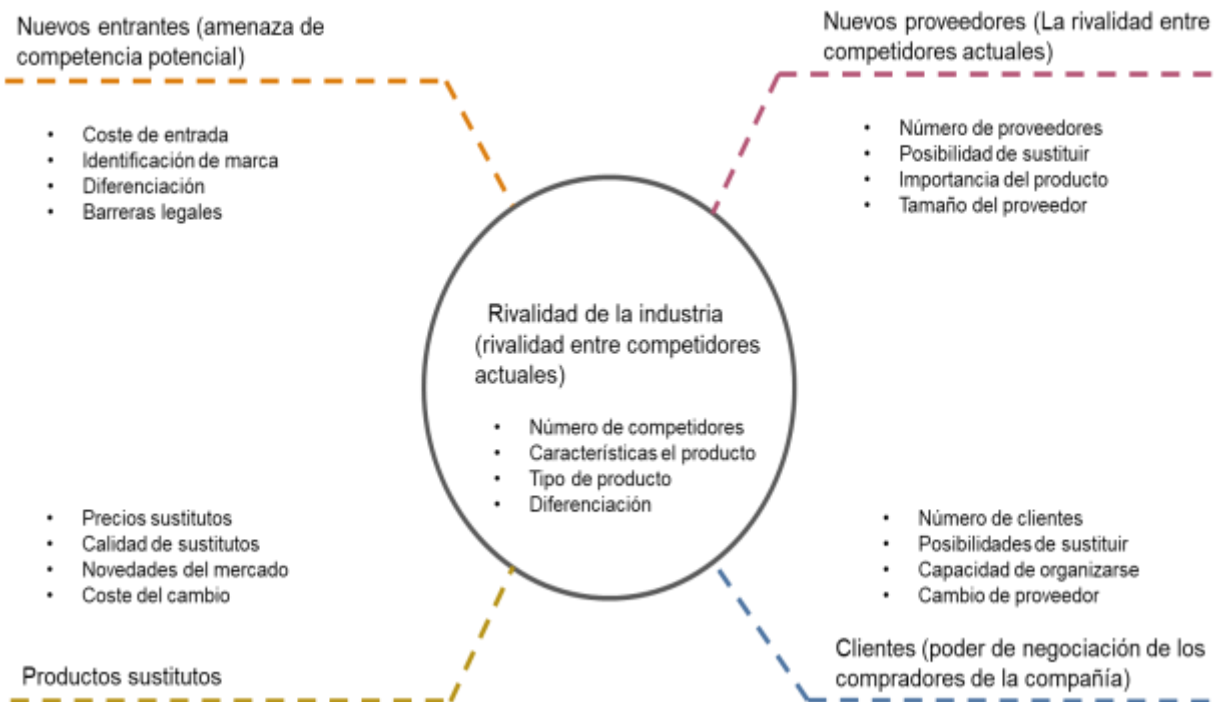 Nuevos entrantes (amenaza de
competencia potencial)
• Coste de entrada
• Identificación de marca
• Diferenciación
• Barreras legales
Nuevos proveedores (La rivalidad entre
competidores actuales)
• Número de proveedores
• Posibilidad de sustituir
• Importancia del producto
• Tamaño del proveedor
Rivalidad de la industria
(rivalidad entre competidores
actuales)
• Número de competidores
• Características el producto
• Tipo de producto
• Diferenciación
• Precios sustitutos
• Calidad de sustitutos
• Novedades del mercado
• Coste del cambio
Productos sustitutos
• Número de clientes
• Posibilidades de sustituir
• Capacidad de organizarse
• Cambio de proveedor
Clientes (poder de negociación de los
compradores de la compañía)